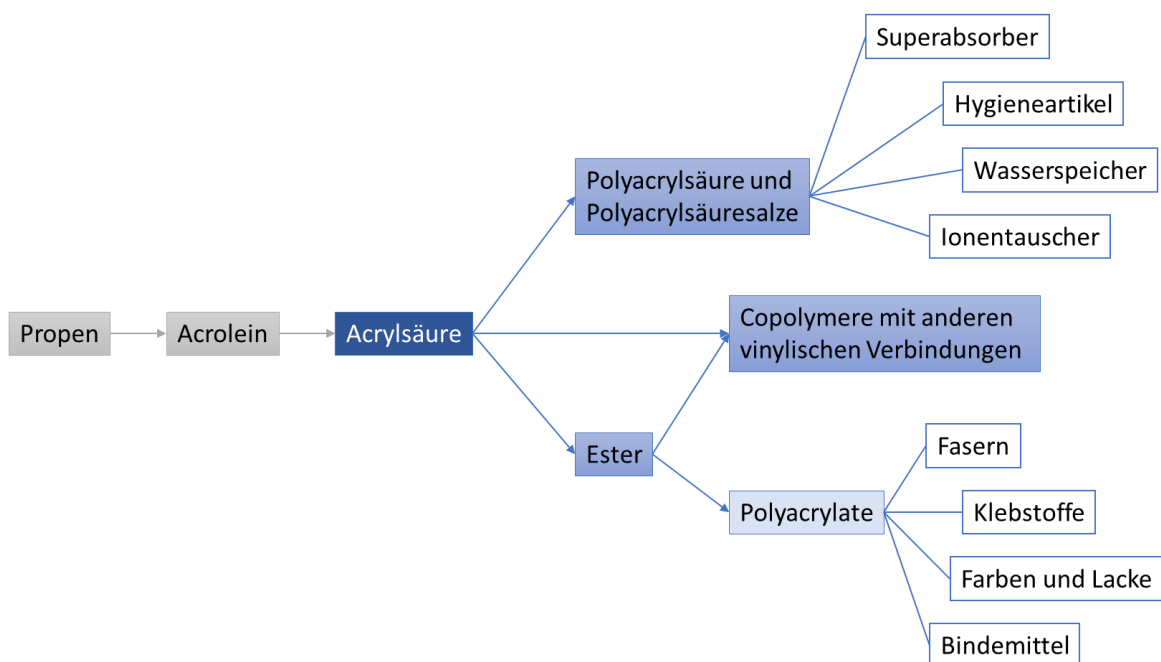 Superabsorber
Hygieneartikel
Wasserspeicher
Ionentauscher
Polyacrylsäure und
Polyacrylsäuresalze
Propen
Acrolein
Acrylsäure
Copolymere mit anderen
vinylischen Verbindungen
Ester
Polyacrylate
Fasern
Klebstoffe
Farben und Lacke
Bindemittel